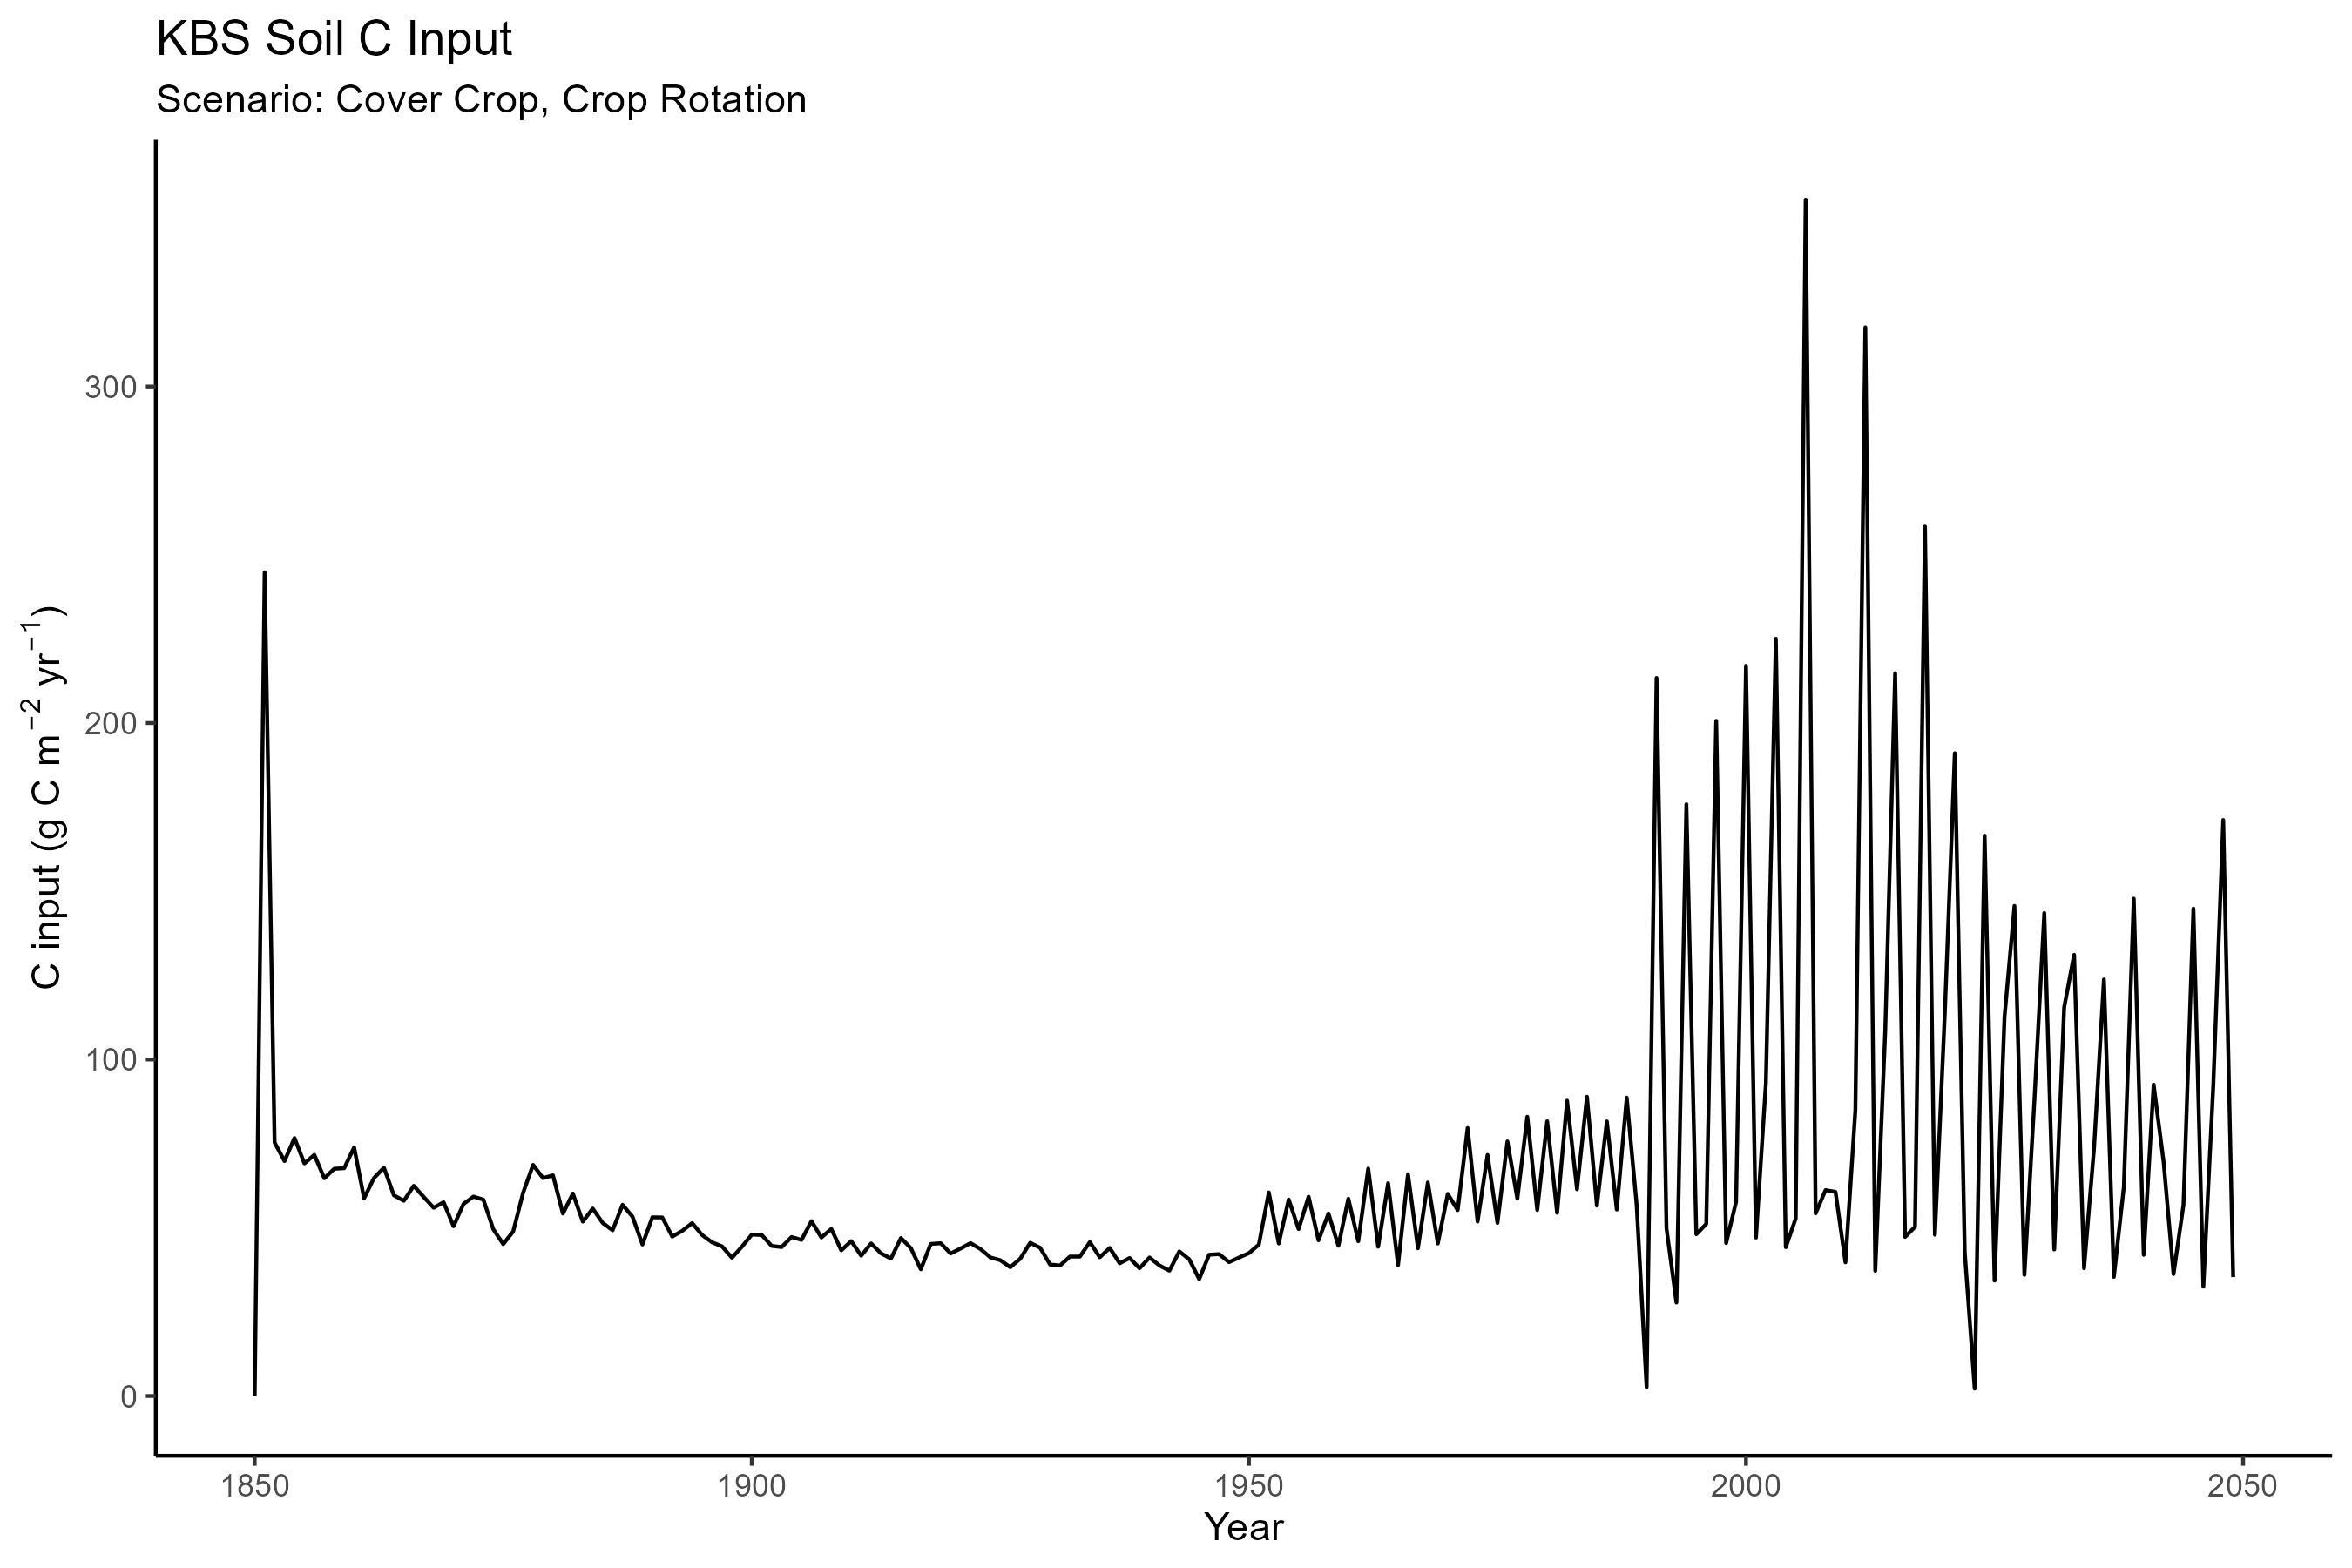 KBS Soil C Input
Scenario: Cover Crop, Crop Rotation
C input (g C m⁻² yr⁻¹)
300
200
100
0
1850
1900
1950
2000
2050
Year